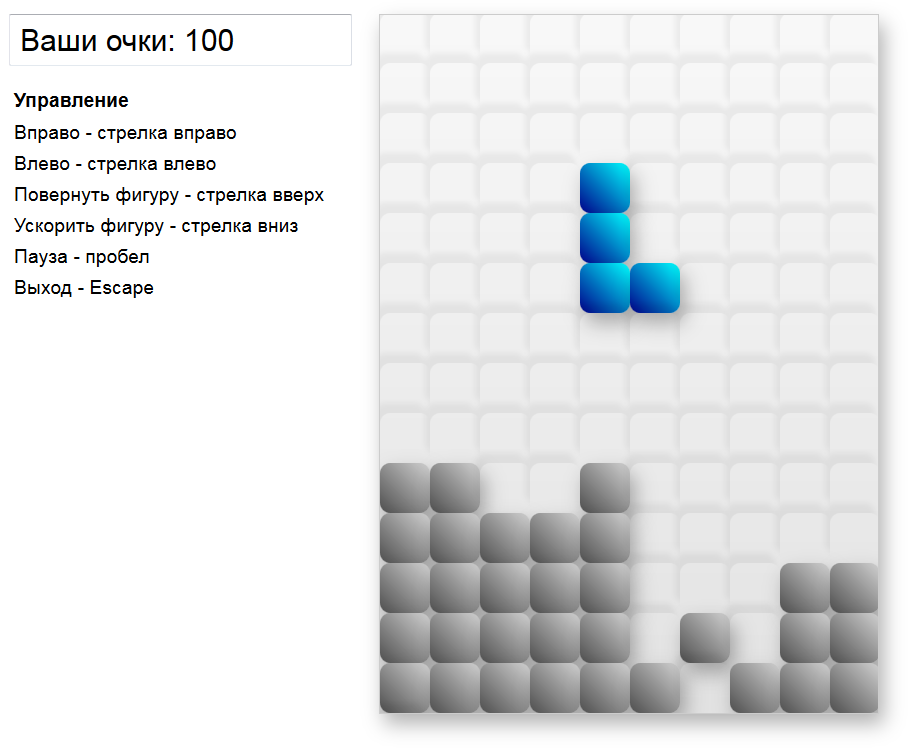 Ваши очки: 100
Управление
Вправо - стрелка вправо
Влево - стрелка влево
Повернуть фигуру - стрелка вверх
Ускорить фигуру - стрелка вниз
Пауза - пробел
Выход - Escape